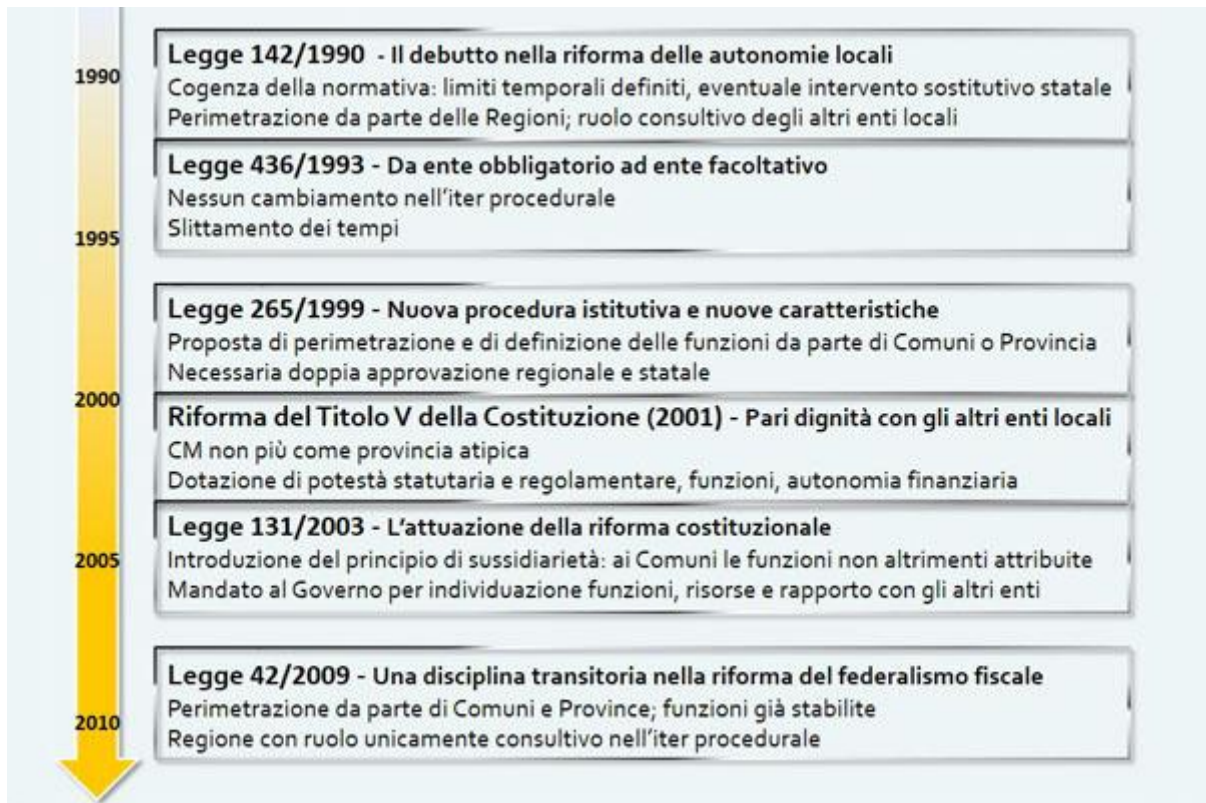 1990
Legge 142/1990 - Il debutto nella riforma delle autonomie locali
Cogenza della normativa: limiti temporali definiti, eventuale intervento sostitutivo statale
Perimetrazione da parte delle Regioni; ruolo consultivo degli altri enti locali
Legge 436/1993 - Da ente obbligatorio ad ente facoltativo
Nessun cambiamento nell'iter procedurale
Slittamento dei tempi
1995
Legge 265/1999 - Nuova procedura istitutiva e nuove caratteristiche
Proposta di perimetrazione e di definizione delle funzioni da parte di Comuni o Provincia
Necessaria doppia approvazione regionale e statale
2000
Riforma del Titolo V della Costituzione (2001) - Pari dignità con gli altri enti locali
CM non più come provincia atipica
Dotazione di potestà statutaria e regolamentare, funzioni, autonomia finanziaria
Legge 131/2003 - L'attuazione della riforma costituzionale
Introduzione del principio di sussidiarietà: ai Comuni le funzioni non altrimenti attribuite
2005
Mandato al Governo per individuazione funzioni, risorse e rapporto con gli altri enti
Legge 42/2009 - Una disciplina transitoria nella riforma del federalismo fiscale
Perimetrazione da parte di Comuni e Province; funzioni già stabilite
2010
Regione con ruolo unicamente consultivo nell'iter procedurale